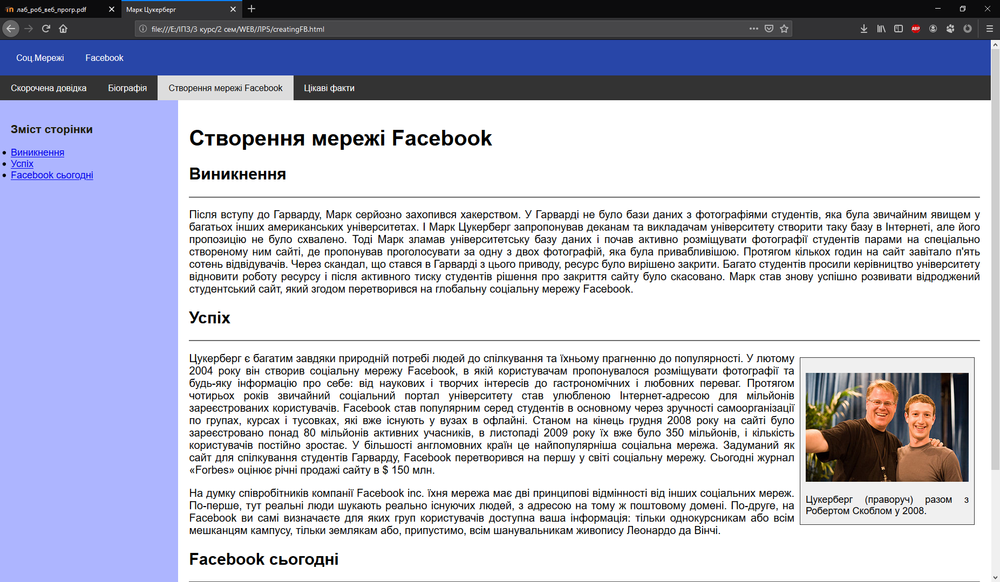 лаб_роб_веб_прогр.pdf
Марк Цукерберг
file:///E:/ІПЗ/3 курс/2 сем/WEB/ЛР5/creatingFB.html
ABP
Соц.Мережі Facebook
Скорочена довідка Біографія Створення мережі Facebook Цікаві факти
Зміст сторінки
Виникнення
Успіх
Facebook сьогодні
Створення мережі Facebook
Виникнення
Після вступу до Гарварду, Марк серйозно захопився хакерством. У Гарварді не було бази даних з фотографіями студентів, яка була звичайним явищем у
багатьох інших американських університетах. І Марк Цукерберг запропонував деканам та викладачам університету створити таку базу в Інтернеті, але його
пропозицію не було схвалено. Тоді Марк зламав університетську базу даних і почав активно розміщувати фотографії студентів парами на спеціально
створеному ним сайті, де пропонував проголосувати за одну з двох фотографій, яка була привабливішою. Протягом кількох годин на сайт завітало п'ять
сотень відвідувачів. Через скандал, що стався в Гарварді з цього приводу, ресурс було вирішено закрити. Багато студентів просили керівництво університету
відновити роботу ресурсу і після активного тиску студентів рішення про закриття сайту було скасовано. Марк став знову успішно розвивати відроджений
студентський сайт, який згодом перетворився на глобальну соціальну мережу Facebook.
Успіх
Цукерберг є багатим завдяки природній потребі людей до спілкування та їхньому прагненню до популярності. У лютому
2004 року він створив соціальну мережу Facebook, в якій користувачам пропонувалося розміщувати фотографії та
будь-яку інформацію про себе: від наукових і творчих інтересів до гастрономічних і любовних переваг. Протягом
чотирьох років звичайний соціальний портал університету став улюбленою Інтернет-адресою для мільйонів
зареєстрованих користувачів. Facebook став популярним серед студентів в основному через зручності самоорганізації
по групах, курсах і тусовках, які вже існують у вузах в офлайні. Станом на кінець грудня 2008 року на сайті було
зареєстровано понад 80 мільйонів активних учасників, в листопаді 2009 року їх вже було 350 мільйонів, і кількість
користувачів постійно зростає. У більшості англомовних країн це найпопулярніша соціальна мережа. Задуманий як
сайт для спілкування студентів Гарварду, Facebook перетворився на першу у світі соціальну мережу. Сьогодні журнал
«Forbes» оцінює річні продажі сайту в $ 150 млн.
На думку співробітників компанії Facebook inc. їхня мережа має дві принципові відмінності від інших соціальних мереж.
По-перше, тут реальні люди шукають реально існуючих людей, з адресою на тому ж поштовому домені. По-друге, на
Facebook ви самі визначаєте для яких груп користувачів доступна ваша інформація: тільки однокурсникам або всім
мешканцям кампусу, тільки землякам або, припустимо, всім шанувальникам живопису Леонардо да Вінчі.
Цукерберг (праворуч) разом з
Робертом Скоблом у 2008.
Facebook сьогодні